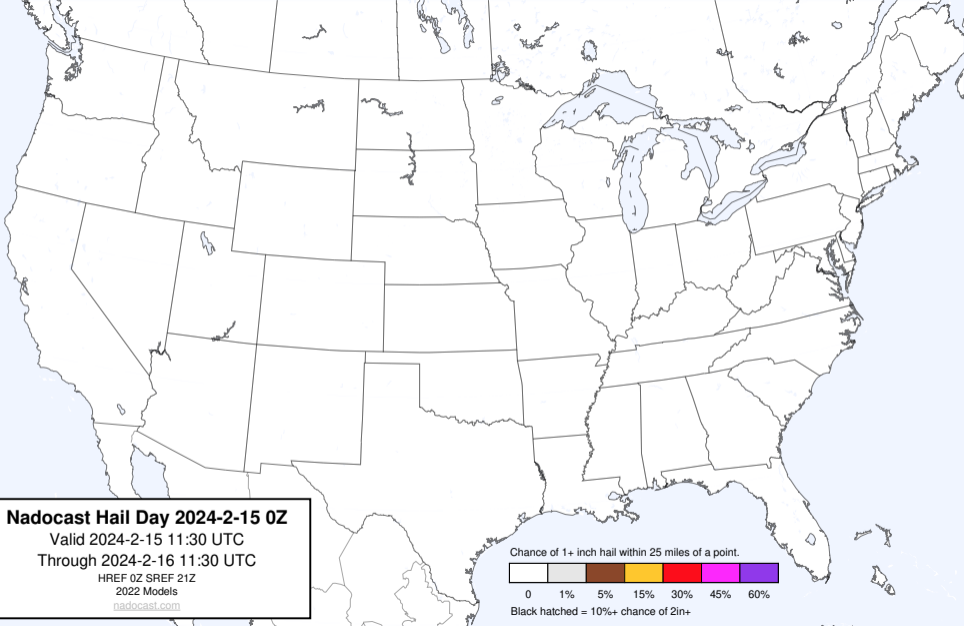 Nadocast Hail Day 2024-2-15 0Z
Valid 2024-2-15 11:30 UTC
Through 2024-2-16 11:30 UTC
HREF 0Z SREF 21Z
2022 Models
nadocast.com
Chance of 1+ inch hail within 25 miles of a point.
0 1% 5% 15% 30% 45% 60%
Black hatched = 10%+ chance of 2in+